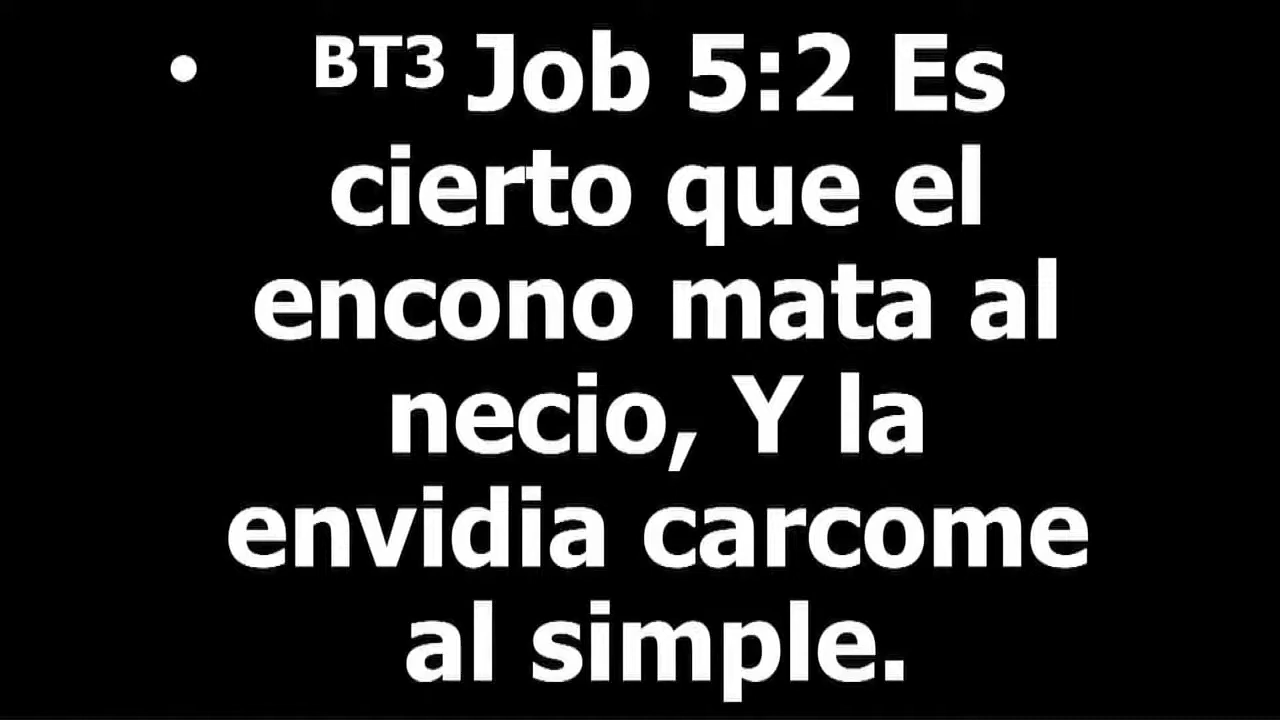 • BT3 Job 5:2 Es
cierto que el
encono mata al
necio, Y la
envidia carcome
al simple.